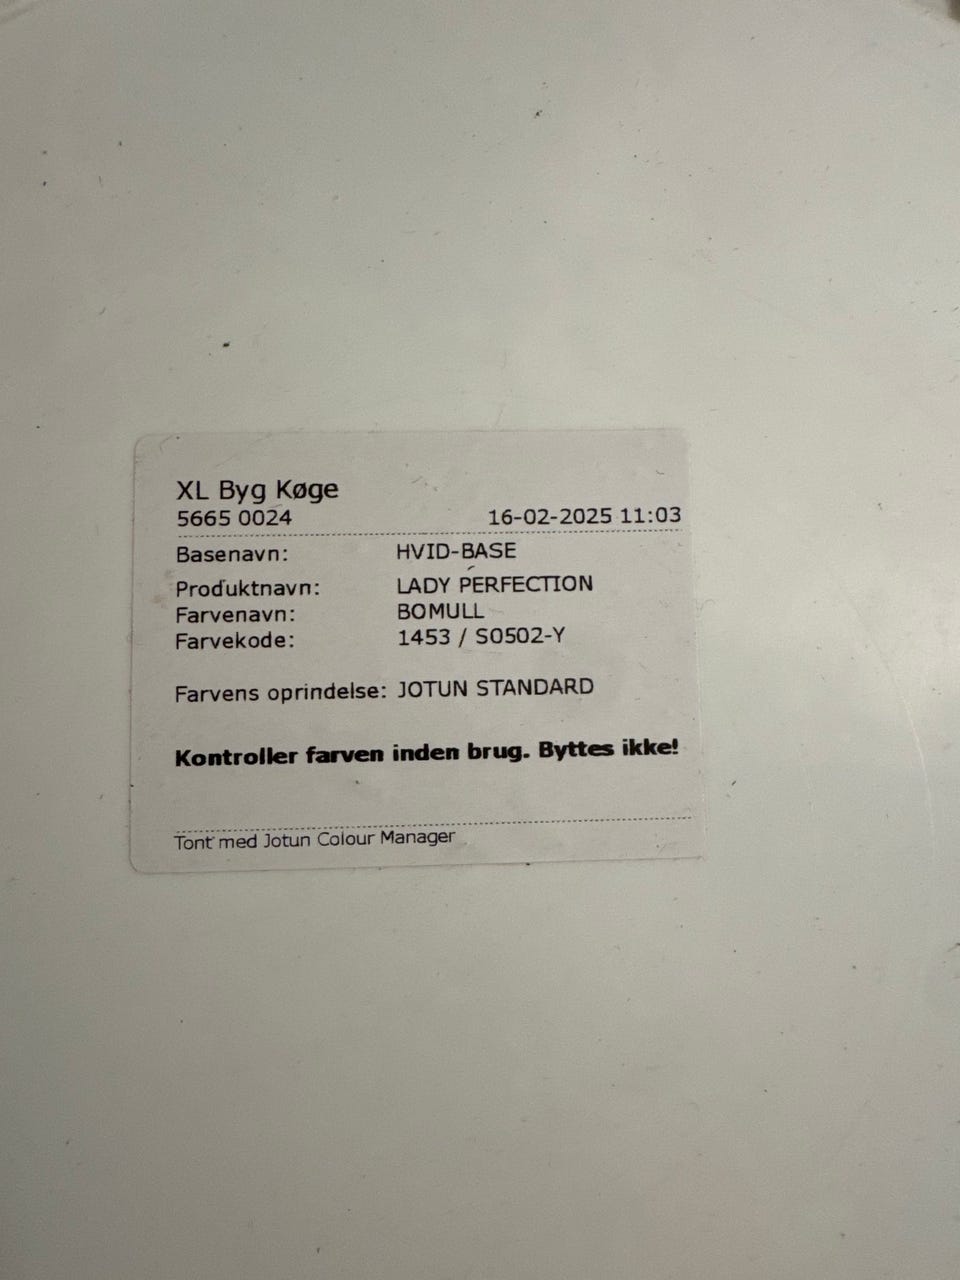 XL Byg Køge
5665 0024 16-02-2025 11:03
Basenavn: HVID-BASE
Produktnavn: LADY PERFECTION
Farvenavn: BOMULL
Farvekode: 1453 / S0502-Y
Farvens oprindelse: JOTUN STANDARD
Kontroller farven inden brug. Byttes ikke!
Tont med Jotun Colour Manager